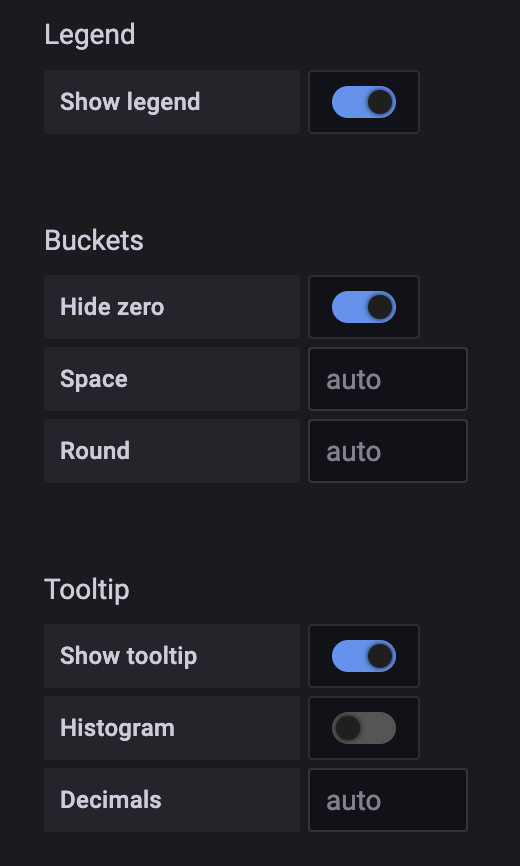 Legend
Show legend
Buckets
Hide zero
Space auto
Round auto
Tooltip
Show tooltip
Histogram
Decimals auto